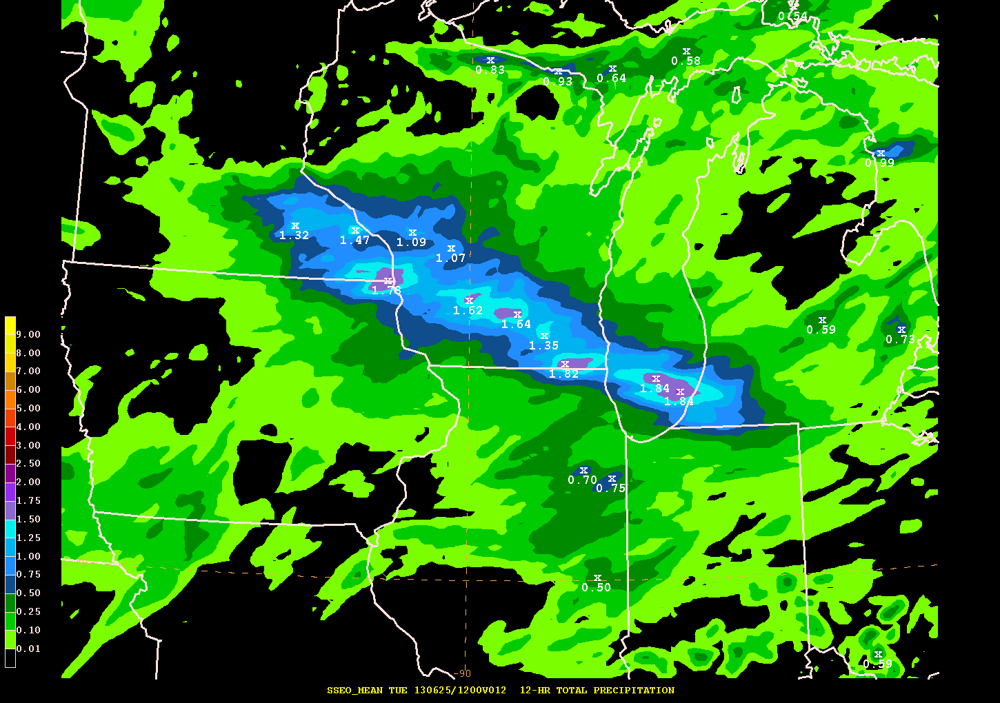 0.54
x
0.58
x
0.83
x
0.93
x
0.64
x
0.99
x
1.32
x
1.47
x
1.09
x
1.07
x
1.78
x
1.62
x
1.64
x
1.35
x
0.59
x
0.73
x
1.82
x
1.84
x
1.84
x
0.70
x
0.75
x
0.50
x
0.59
9.00
8.00
7.00
6.00
5.00
4.00
3.00
2.50
2.00
1.75
1.50
1.25
1.00
0.75
0.50
0.25
0.10
0.01
-90
SSEO_MEAN TUE 130625/1200V012 12-HR TOTAL PRECIPITATION